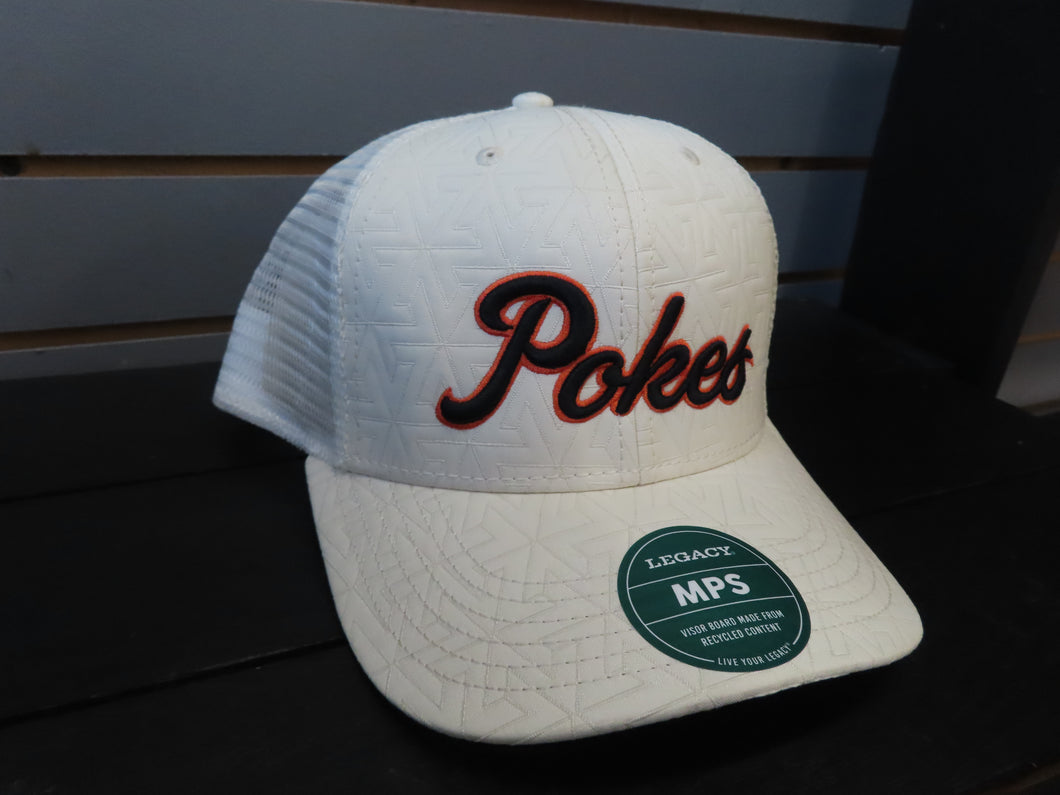 Pokes
LEGACY
MPS
VISOR BOARD MADE FROM
RECYCLED CONTENT
LIVE YOUR LEGACY®